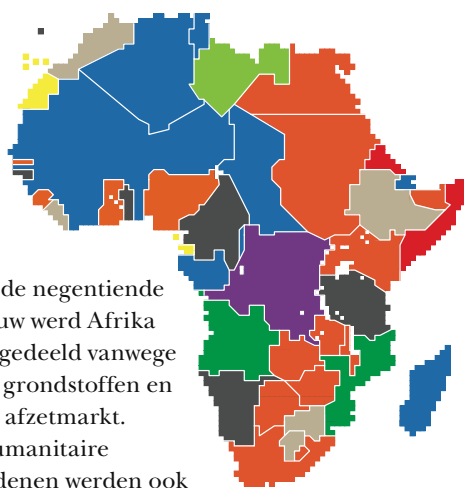 de negentiende
uw werd Afrika
gedeeld vanwege
grondstoffen en
afzetmarkt.
umanitaire
denen werden ook